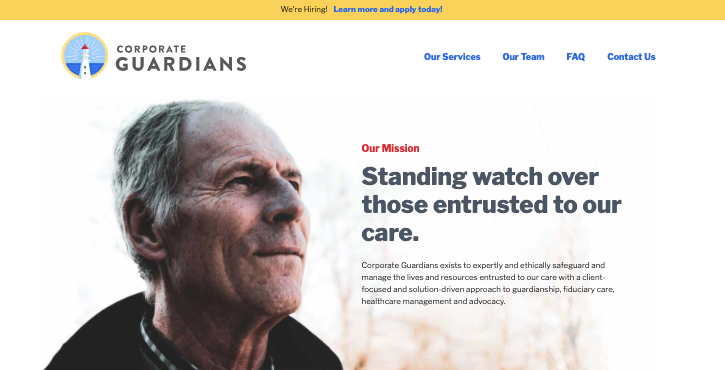 We're Hiring! Learn more and apply today!
CORPORATE
GUARDIANS
Our Services Our Team FAQ Contact Us
Our Mission
Standing watch over
those entrusted to our
care.
Corporate Guardians exists to expertly and ethically safeguard and
manage the lives and resources entrusted to our care with a client-
focused and solution-driven approach to guardianship, fiduciary care,
healthcare management and advocacy.